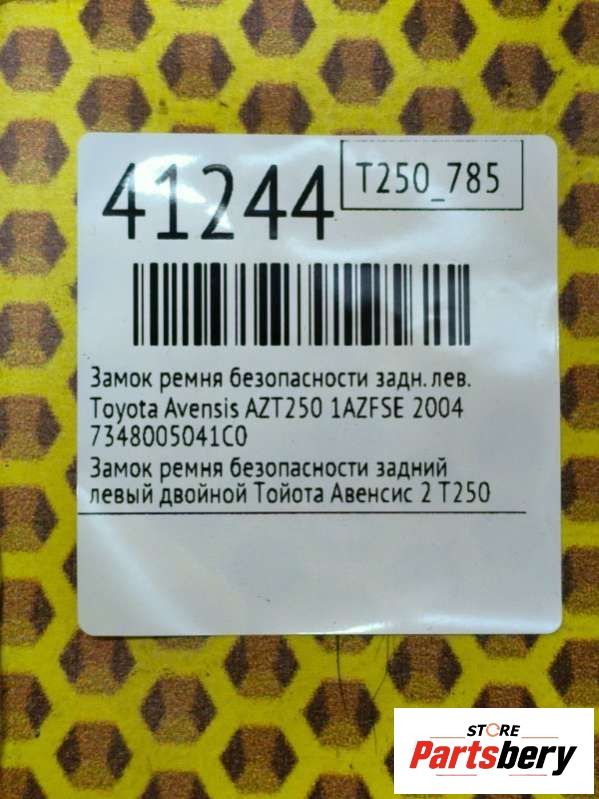 41244
T250_785
Замок ремня безопасности задн. лев.
Toyota Avensis AZT250 1AZFSE 2004
7348005041C0
Замок ремня безопасности задний
левый двойной Тойота Авенсис 2 Т250
STORE
Partsbery